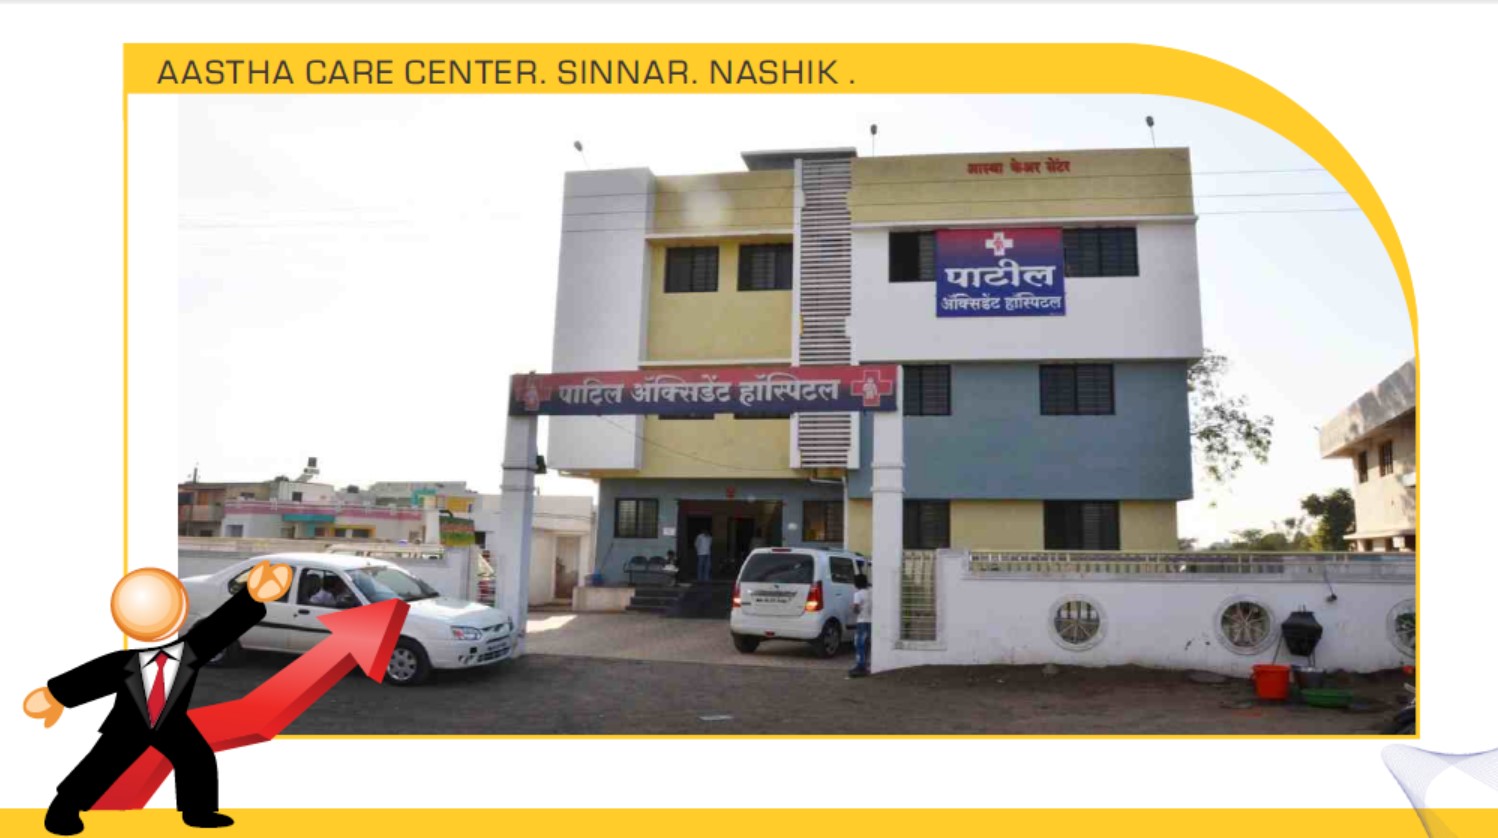 AASTHA CARE CENTER. SINNAR. NASHIK .
आस्था केअर सेंटर
पाटील
ॲक्सिडेंट हॉस्पिटल
पाटिल ॲक्सिडेंट हॉस्पिटल